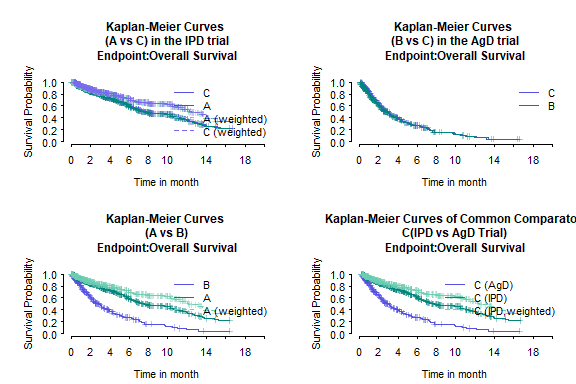 Kaplan-Meier Curves
(A vs C) in the IPD trial
Endpoint:Overall Survival
Survival Probability
1.0
0.8
0.6
0.4
0.2
0.0
C
A
A (weighted)
C (weighted)
0 2 4 6 8 10 14 18
Time in month
Kaplan-Meier Curves
(B vs C) in the AgD trial
Endpoint:Overall Survival
Survival Probability
1.0
0.8
0.6
0.4
0.2
0.0
C
B
0 2 4 6 8 10 14 18
Time in month
Kaplan-Meier Curves
(A vs B)
Endpoint:Overall Survival
Survival Probability
1.0
0.8
0.6
0.4
0.2
0.0
B
A
A (weighted)
0 2 4 6 8 10 14 18
Time in month
Kaplan-Meier Curves of Common Comparato
C(IPD vs AgD Trial)
Endpoint:Overall Survival
Survival Probability
1.0
0.8
0.6
0.4
0.2
0.0
C (AgD)
C (IPD)
C (IPD,weighted)
0 2 4 6 8 10 14 18
Time in month